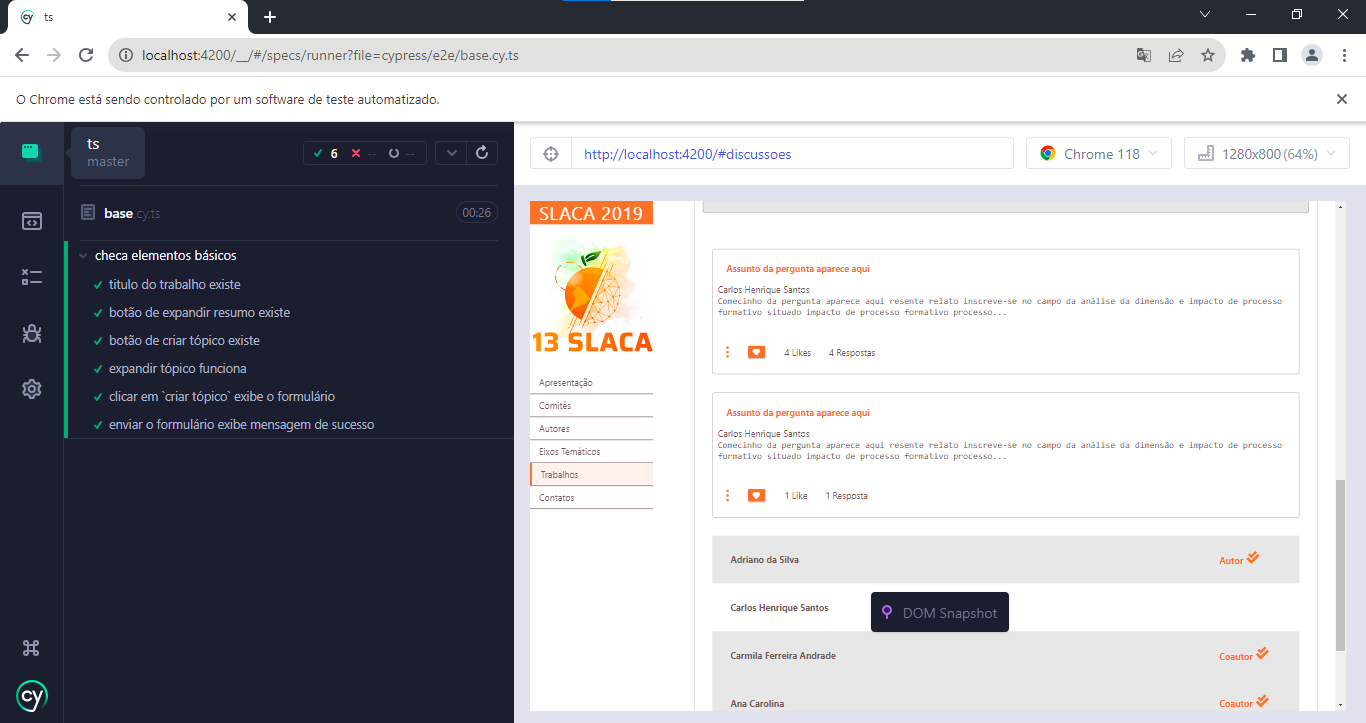 ts
localhost:4200/__/#/specs/runner?file=cypress/e2e/base.cy.ts
O Chrome está sendo controlado por um software de teste automatizado.
ts
master
6 -- --
http://localhost:4200/#discussoes
Chrome 118
1280x800 (64%)
base.cy.ts
00:26
checa elementos básicos
titulo do trabalho existe
botão de expandir resumo existe
botão de criar tópico existe
expandir tópico funciona
clicar em `criar tópico` exibe o formulário
enviar o formulário exibe mensagem de sucesso
cy
SLACA 2019
13 SLACA
Apresentação
Comitês
Autores
Eixos Temáticos
Trabalhos
Contatos
Assunto da pergunta aparece aqui
Carlos Henrique Santos
Comecinho da pergunta aparece aqui resente relato inscreve-se no campo da análise da dimensão e impacto de processo
formativo situado impacto de processo formativo processo...
4 Likes 4 Respostas
Assunto da pergunta aparece aqui
Carlos Henrique Santos
Comecinho da pergunta aparece aqui resente relato inscreve-se no campo da análise da dimensão e impacto de processo
formativo situado impacto de processo formativo processo...
1 Like 1 Resposta
Adriano da Silva Autor
Carlos Henrique Santos
DOM Snapshot
Carmila Ferreira Andrade Coautor
Ana Carolina Coautor